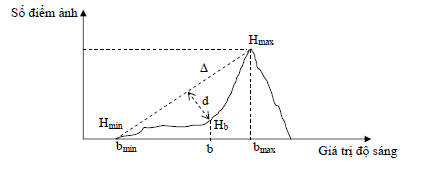 Số điểm ảnh
Hmax
Δ
d
Hmin
Hb
bmin
b
bmax
Giá trị độ sáng